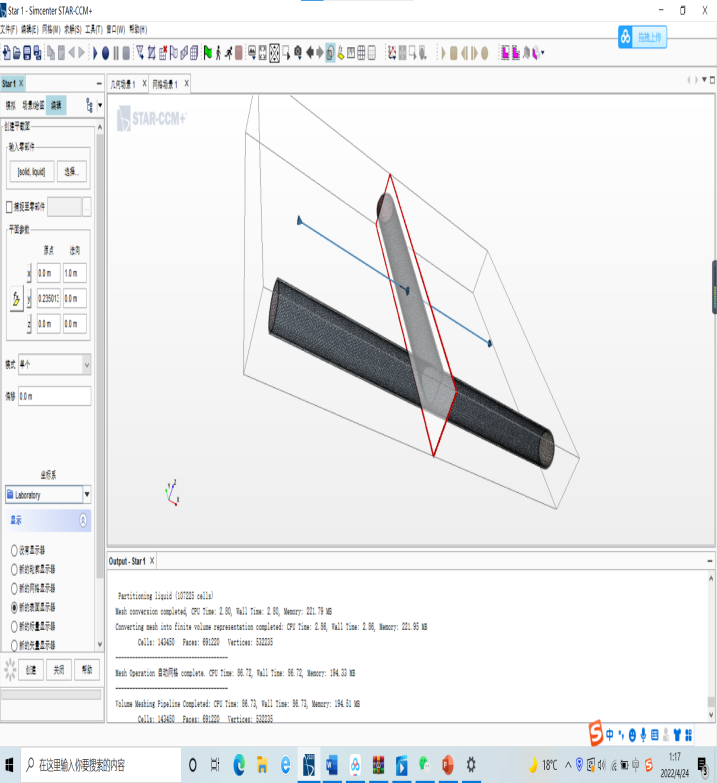 Star 1 - Simcenter STAR-CCM+
文件(F) 编辑(E) 网格(M) 求解(S) 工具(T) 窗口(W) 帮助(H)
拖拽上传
Star 1 ×
几何场景 1 × 网格场景 1 ×
模拟 场景/绘图 编辑
STAR-CCM+
创建平截面
输入零部件
[solid, liquid] 选择...
捕捉至零部件 ...
平面参数
原点 法向
x 0.0 m 1.0 m
y 0.235013 0.0 m
z 0.0 m 0.0 m
模式 单个
偏移 0.0 m
坐标系
Laboratory
显示
没有显示器
新的轮廓显示器
新的网格显示器
新的表面显示器
新的标量显示器
新的矢量显示器
创建 关闭 帮助
Output - Star 1 ×
Partitioning liquid (107225 cells)
Mesh conversion completed, CPU Time: 2.80, Wall Time: 2.80, Memory: 221.79 MB
Converting mesh into finite volume representation completed: CPU Time: 2.86, Wall Time: 2.86, Memory: 221.95 MB
Cells: 143450 Faces: 691220 Vertices: 532235
Mesh Operation 自动网格 complete. CPU Time: 86.72, Wall Time: 86.72, Memory: 194.33 MB
Volume Meshing Pipeline Completed: CPU Time: 86.73, Wall Time: 86.73, Memory: 194.51 MB
Cells: 143450 Faces: 691220 Vertices: 532235
中
在这里输入你要搜索的内容
18°C
中
1:17
2022/4/24